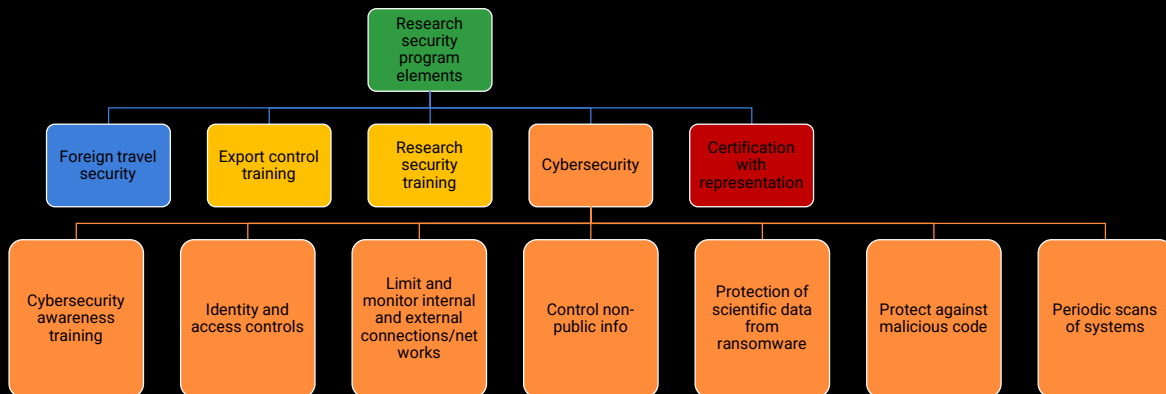 Research
security
program
elements
Foreign travel
security
Export control
training
Research
security
training
Cybersecurity
Certification
with
representation
Cybersecurity
awareness
training
Identity and
access controls
Limit and
monitor internal
and external
connections/net
works
Control non-
public info
Protection of
scientific data
from
ransomware
Protect against
malicious code
Periodic scans
of systems